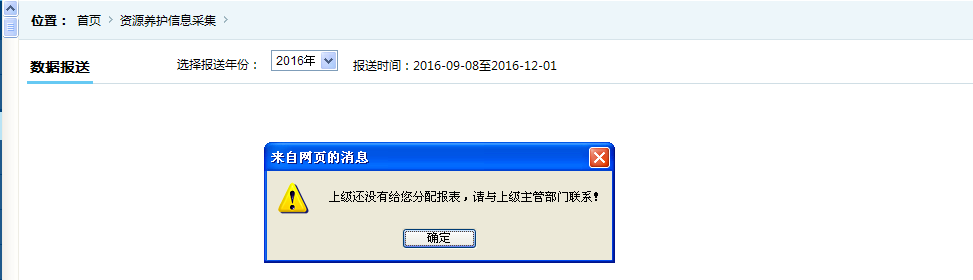 位置： 首页 > 资源养护信息采集 >
数据报送 选择报送年份： 2016年 报送时间：2016-09-08至2016-12-01
来自网页的消息
上级还没有给您分配报表，请与上级主管部门联系！
确定